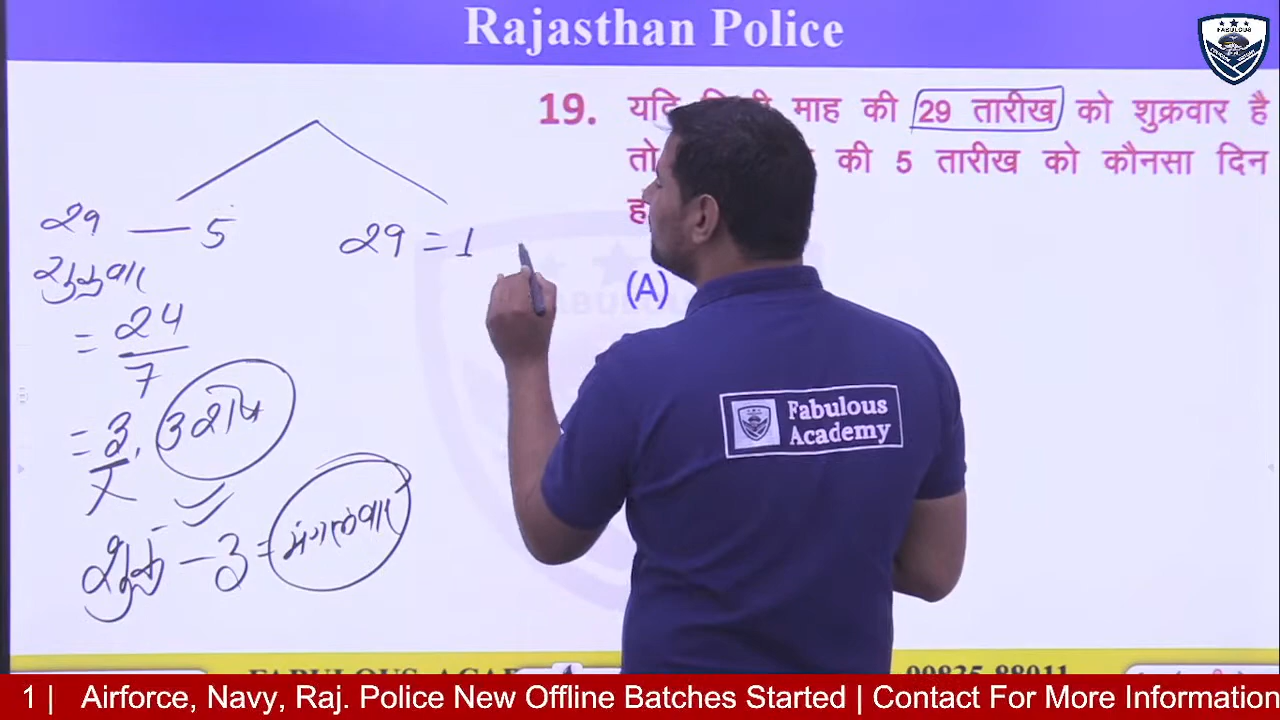 Rajasthan Police
FABULOUS
19. यदि माह की 29 तारीख को शुक्रवार है
तो की 5 तारीख को कौनसा दिन
(A)
29 — 5
शुक्रवार
= 24
7
= 3, 3 शेष
शुक्र - 3 = मंगलवार
29 = 1
Fabulous
Academy
1 | Airforce, Navy, Raj. Police New Offline Batches Started | Contact For More Information